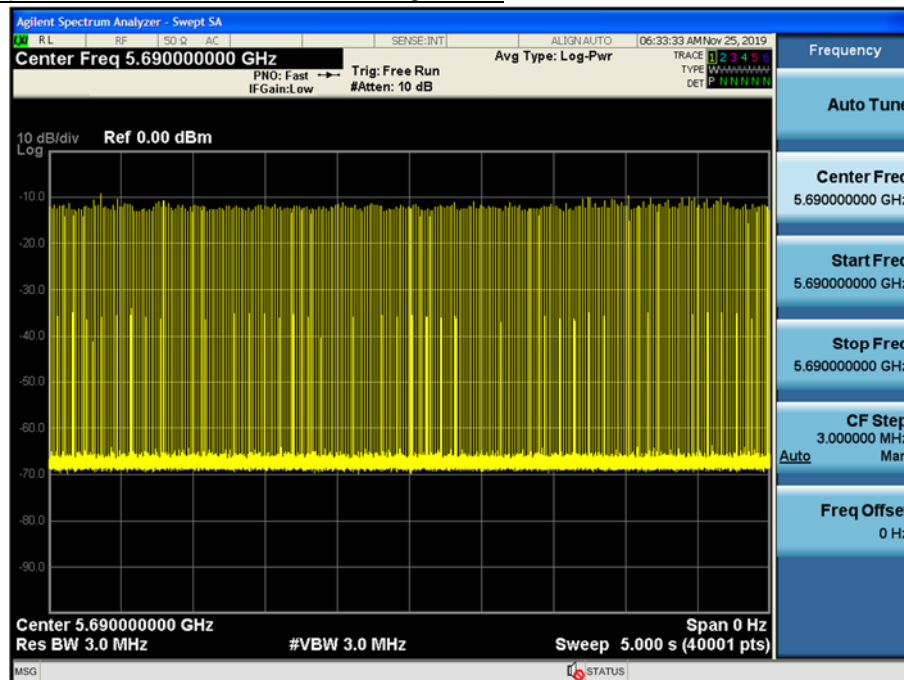 Agilent Spectrum Analyzer - Swept SA
LXI RL RF 50 Ω AC SENSE:INT ALIGN AUTO 06:33:33 AM Nov 25, 2019
Center Freq 5.690000000 GHz
PNO: Fast
IFGain:Low
Trig: Free Run
#Atten: 10 dB
Avg Type: Log-Pwr
TRACE 1 2 3 4 5 6
TYPE W
DET P N N N N N
10 dB/div Ref 0.00 dBm
Log
-10.0
-20.0
-30.0
-40.0
-50.0
-60.0
-70.0
-80.0
-90.0
Center 5.690000000 GHz Span 0 Hz
Res BW 3.0 MHz #VBW 3.0 MHz Sweep 5.000 s (40001 pts)
MSG STATUS
Frequency
Auto Tune
Center Freq
5.690000000 GHz
Start Freq
5.690000000 GHz
Stop Freq
5.690000000 GHz
CF Step
3.000000 MHz
Auto Man
Freq Offset
0 Hz